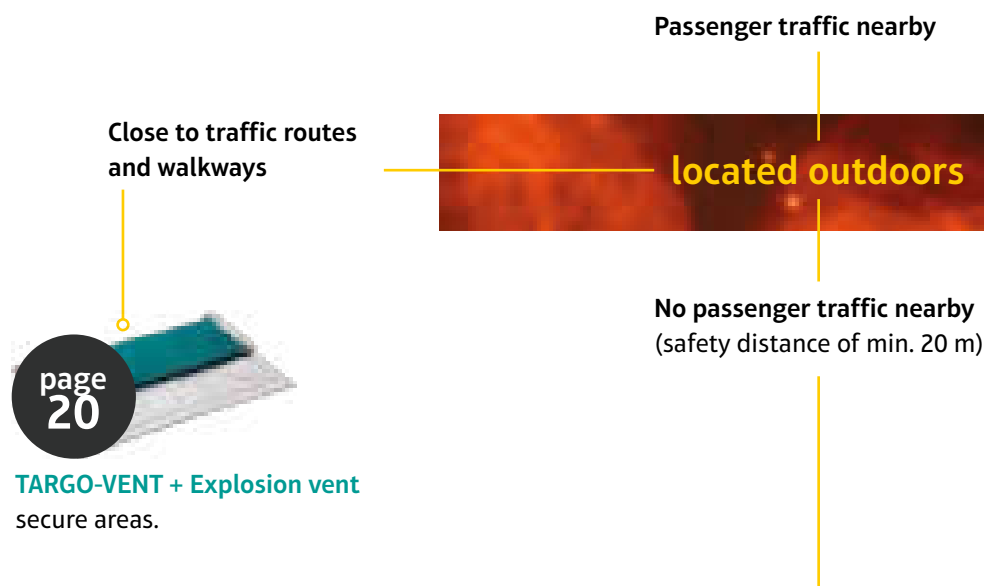 Passenger traffic nearby
Close to traffic routes
and walkways
located outdoors
No passenger traffic nearby
(safety distance of min. 20 m)
page
20
TARGO-VENT + Explosion vent
secure areas.